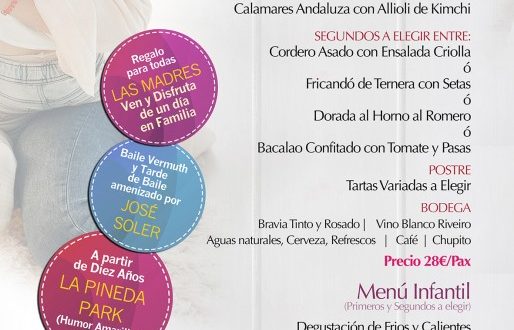 Calamares Andaluza con Allioli de Kimchi
SEGUNDOS A ELEGIR ENTRE:
Cordero Asado con Ensalada Criolla
ó
Fricandó de Ternera con Setas
ó
Dorada al Horno al Romero
ó
Bacalao Confitado con Tomate y Pasas
POSTRE
Tartas Variadas a Elegir
BODEGA
Bravia Tinto y Rosado | Vino Blanco Riveiro
Aguas naturales, Cerveza, Refrescos | Café | Chupito
Precio 28€/Pax
Menú Infantil
(Primeros y Segundos a elegir)
Degustación de Frios y Calientes
Regalo
para todas
LAS MADRES
Ven y Disfruta
de un día
en Familia
Baile Vermuth
y Tarde
de Baile
amenizado por
JOSÉ
SOLER
A partir
de Diez Años
LA PINEDA
PARK
(Humor Amarillo